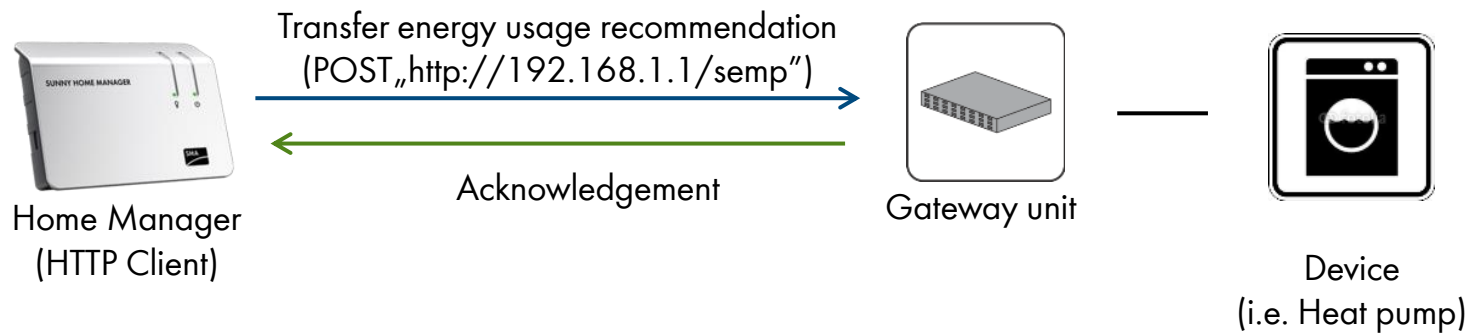 Transfer energy usage recommendation
(POST„http://192.168.1.1/semp”)
SUNNY HOME MANAGER
SMA
Acknowledgement
Home Manager
(HTTP Client)
Gateway unit
Device
(i.e. Heat pump)